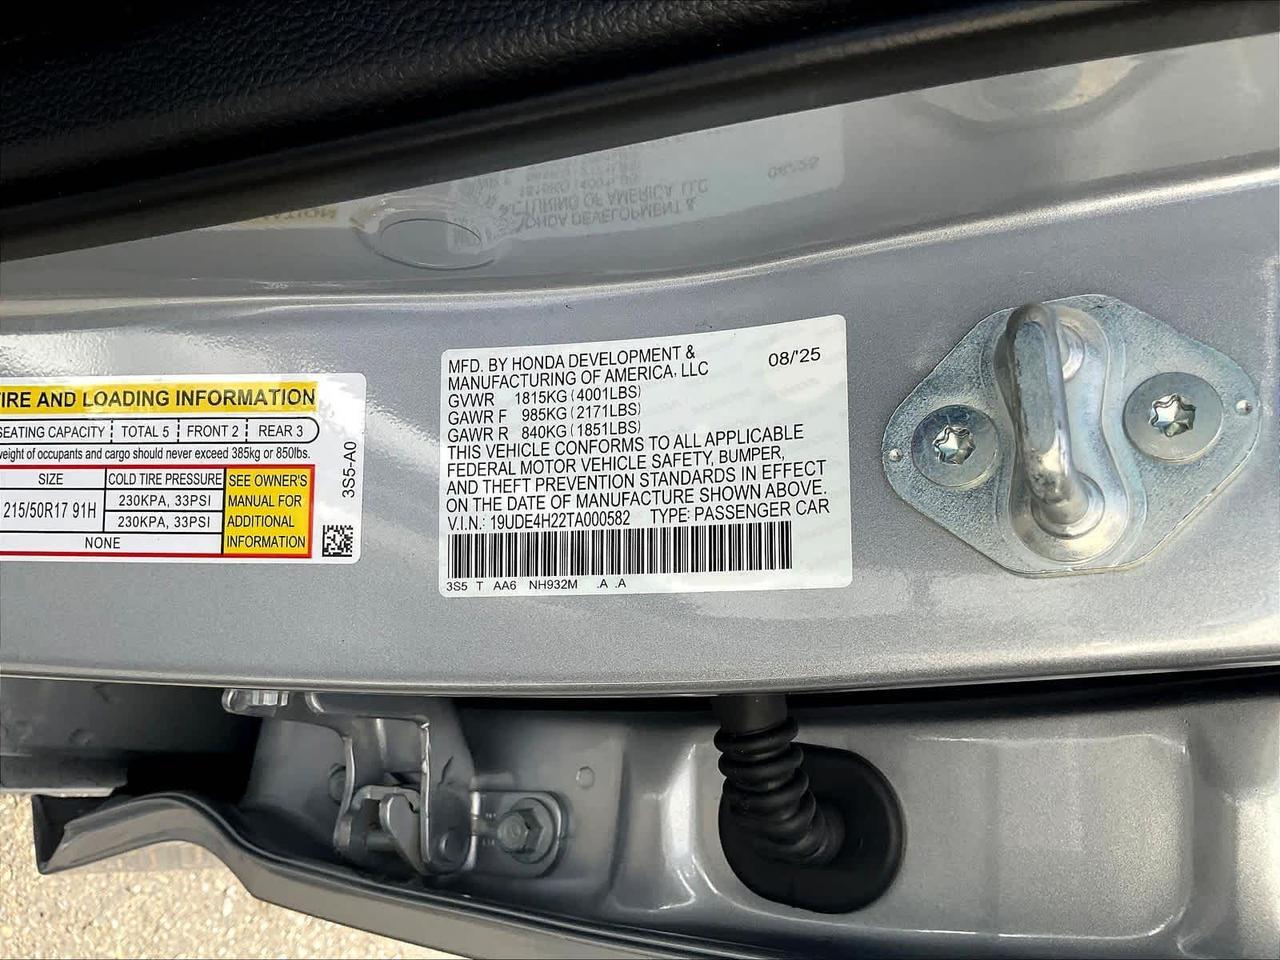 TIRE AND LOADING INFORMATION
SEATING CAPACITY TOTAL 5 FRONT 2 REAR 3
weight of occupants and cargo should never exceed 385kg or 850lbs.
SIZE COLD TIRE PRESSURE
215/50R17 91H
230KPA, 33PSI
230KPA, 33PSI
NONE
SEE OWNER'S
MANUAL FOR
ADDITIONAL
INFORMATION
3S5-A0
MFD. BY HONDA DEVELOPMENT &
MANUFACTURING OF AMERICA, LLC 08/'25
GVWR 1815KG(4001LBS)
GAWR F 985KG(2171LBS)
GAWR R 840KG(1851LBS)
THIS VEHICLE CONFORMS TO ALL APPLICABLE
FEDERAL MOTOR VEHICLE SAFETY, BUMPER,
AND THEFT PREVENTION STANDARDS IN EFFECT
ON THE DATE OF MANUFACTURE SHOWN ABOVE.
V.I.N.: 19UDE4H22TA000582 TYPE: PASSENGER CAR
3S5 T AA6 NH932M .A .A